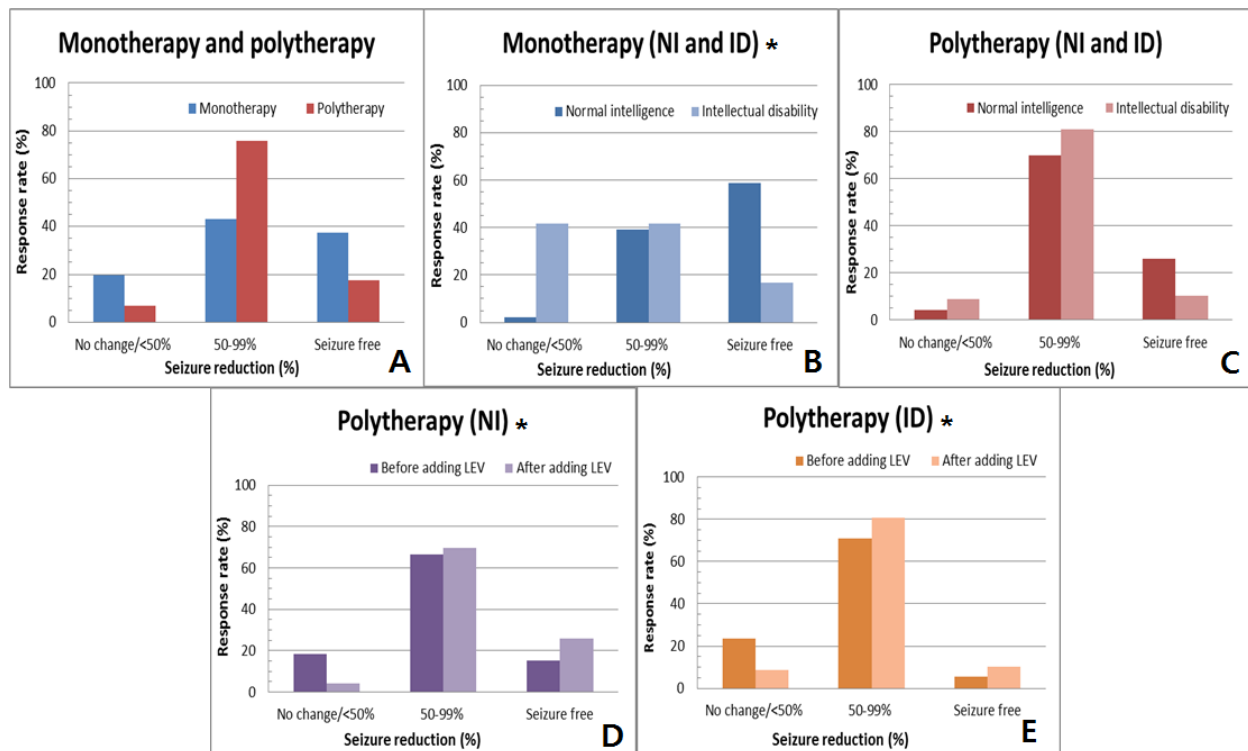 Monotherapy and polytherapy
100
80
60
40
20
0
Response rate (%)
Monotherapy
Polytherapy
No change/<50%
50-99%
Seizure free
Seizure reduction (%)
A
Monotherapy (NI and ID) *
100
80
60
40
20
0
Response rate (%)
Normal intelligence
Intellectual disability
No change/<50%
50-99%
Seizure free
Seizure reduction (%)
B
Polytherapy (NI and ID)
100
80
60
40
20
0
Response rate (%)
Normal intelligence
Intellectual disability
No change/<50%
50-99%
Seizure free
Seizure reduction (%)
C
Polytherapy (NI) *
100
80
60
40
20
0
Response rate (%)
Before adding LEV
After adding LEV
No change/<50%
50-99%
Seizure free
Seizure reduction (%)
D
Polytherapy (ID) *
100
80
60
40
20
0
Response rate (%)
Before adding LEV
After adding LEV
No change/<50%
50-99%
Seizure free
Seizure reduction (%)
E